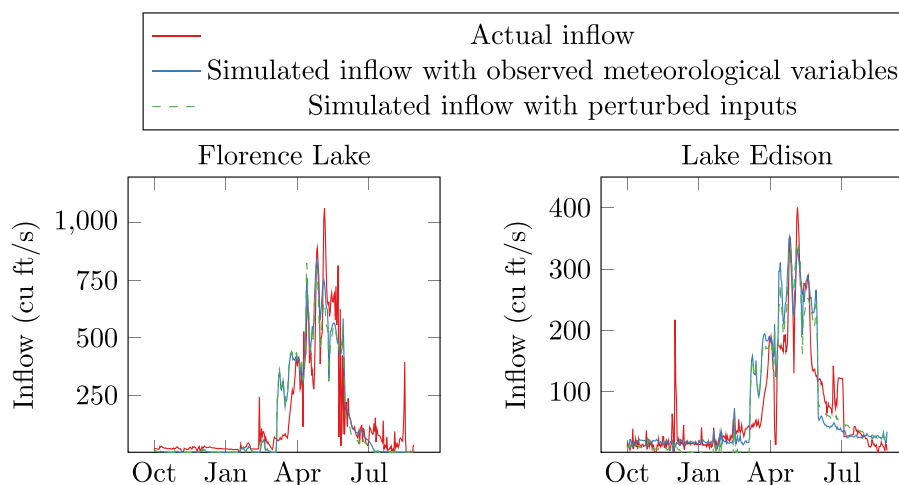 Actual inflow
Simulated inflow with observed meteorological variables
Simulated inflow with perturbed inputs
Florence Lake
Lake Edison
Inflow (cu ft/s)
1,000
750
500
250
Oct Jan Apr Jul
Inflow (cu ft/s)
400
300
200
100
Oct Jan Apr Jul